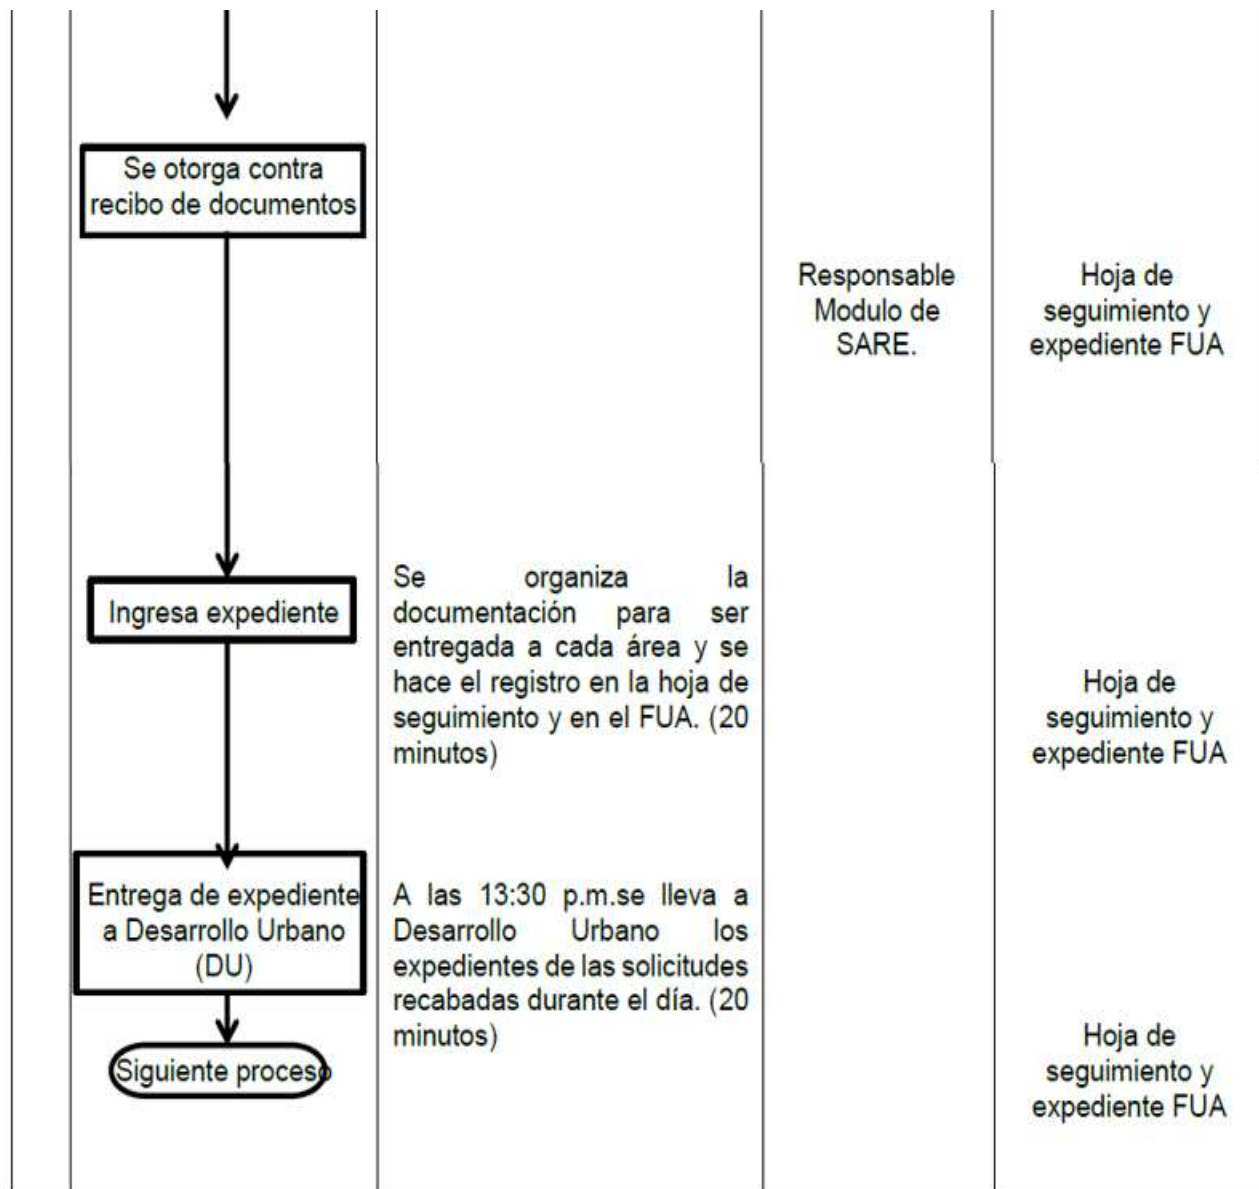 Se otorga contra
recibo de documentos
Responsable
Modulo de
SARE.
Hoja de
seguimiento y
expediente FUA
Ingresa expediente
Se organiza la
documentación para ser
entregada a cada área y se
hace el registro en la hoja de
seguimiento y en el FUA. (20
minutos)
Hoja de
seguimiento y
expediente FUA
Entrega de expediente
a Desarrollo Urbano
(DU)
A las 13:30 p.m.se lleva a
Desarrollo Urbano los
expedientes de las solicitudes
recabadas durante el día. (20
minutos)
Siguiente proceso
Hoja de
seguimiento y
expediente FUA